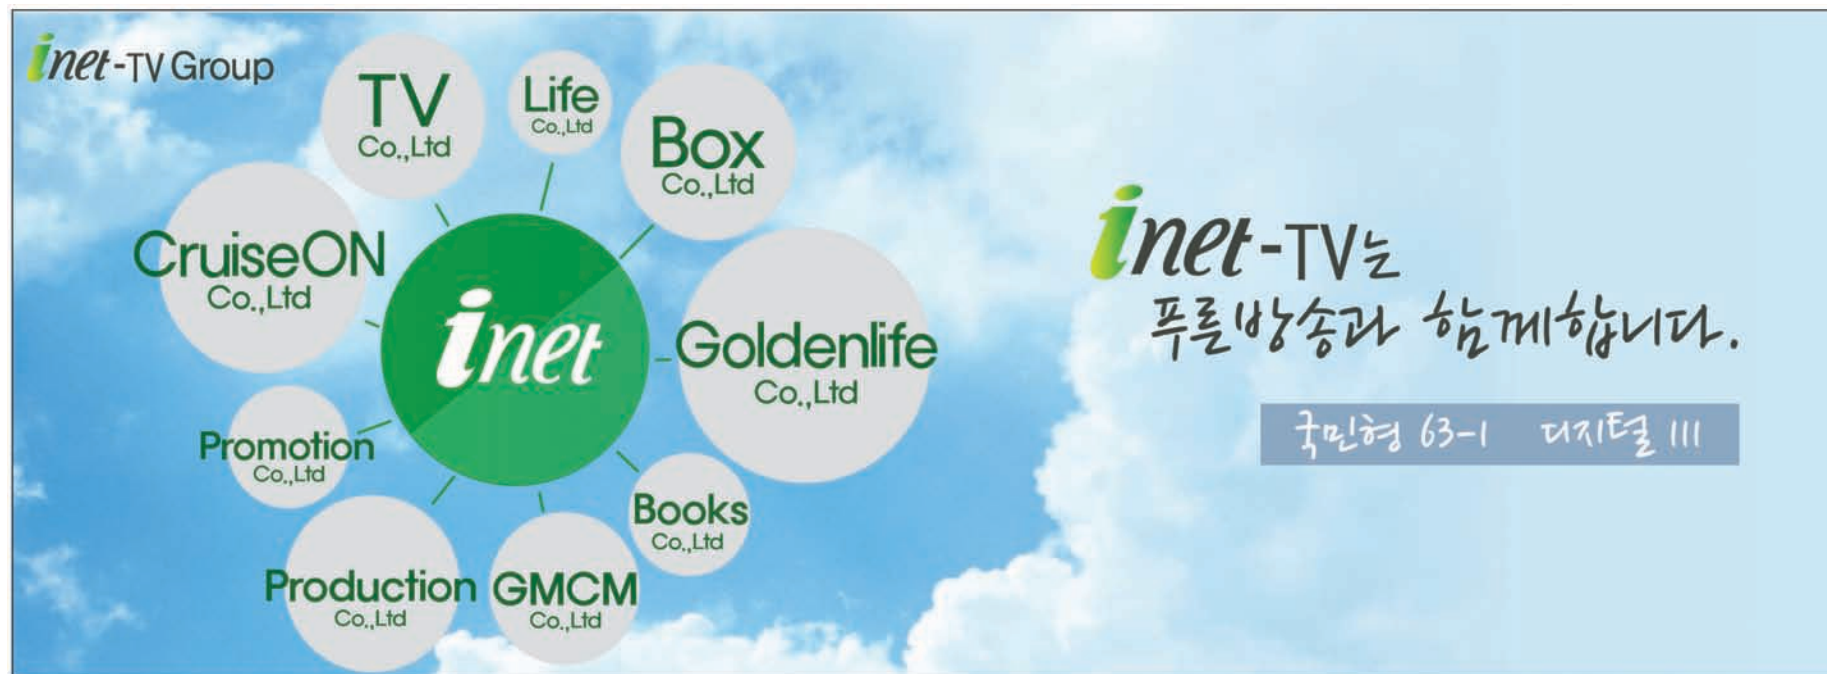 inet-TV Group
TV
Co.,Ltd
Life
Co.,Ltd
Box
Co.,Ltd
CruiseON
Co.,Ltd
inet
Goldenlife
Co.,Ltd
Promotion
Co.,Ltd
Books
Co.,Ltd
Production
Co.,Ltd
GMCM
Co.,Ltd
inet-TV는
푸른방송과 함께합니다.
국민형 63-1 디지털 111